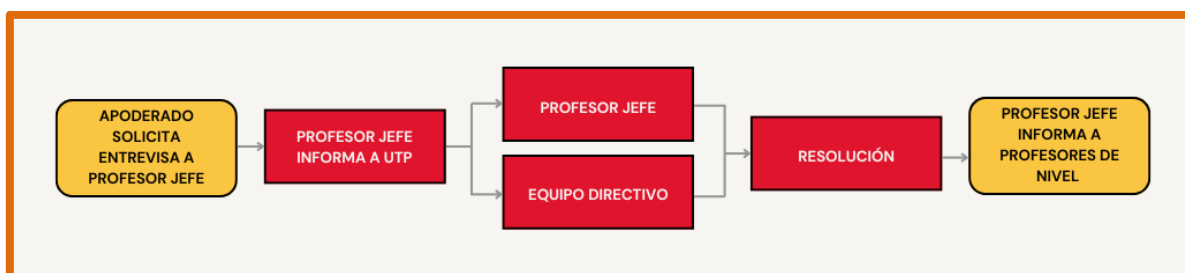 APODERADO
SOLICITA
ENTREVISA A
PROFESOR JEFE
PROFESOR JEFE
INFORMA A UTP
PROFESOR JEFE
EQUIPO DIRECTIVO
RESOLUCIÓN
PROFESOR JEFE
INFORMA A
PROFESORES DE
NIVEL